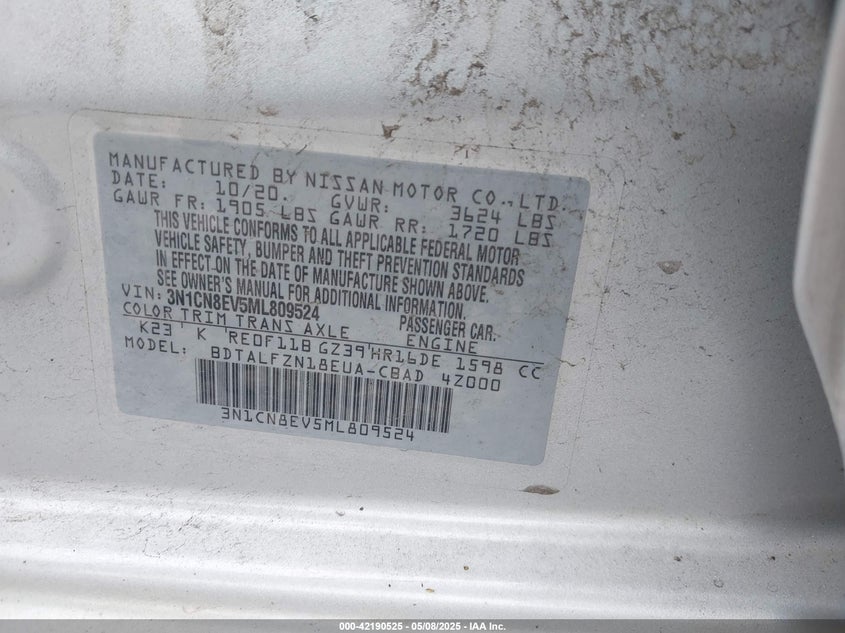 MANUFACTURED BY NISSAN MOTOR CO., LTD.
DATE: 10/20. GVWR: 3624 LBS
GAWR FR: 1905 LBS GAWR RR: 1720 LBS
THIS VEHICLE CONFORMS TO ALL APPLICABLE FEDERAL MOTOR
VEHICLE SAFETY, BUMPER AND THEFT PREVENTION STANDARDS
IN EFFECT ON THE DATE OF MANUFACTURE SHOWN ABOVE.
SEE OWNER'S MANUAL FOR ADDITIONAL INFORMATION.
VIN: 3N1CN8EV5ML809524 PASSENGER CAR.
COLOR TRIM TRANS AXLE ENGINE
K23 ' K 'RE0F11B GZ39'HR16DE 1598 CC
MODEL: BDTALFZN18EUA-CBAD 4Z000
3N1CN8EV5ML809524
000-42190525 - 05/08/2025 - IAA Inc.